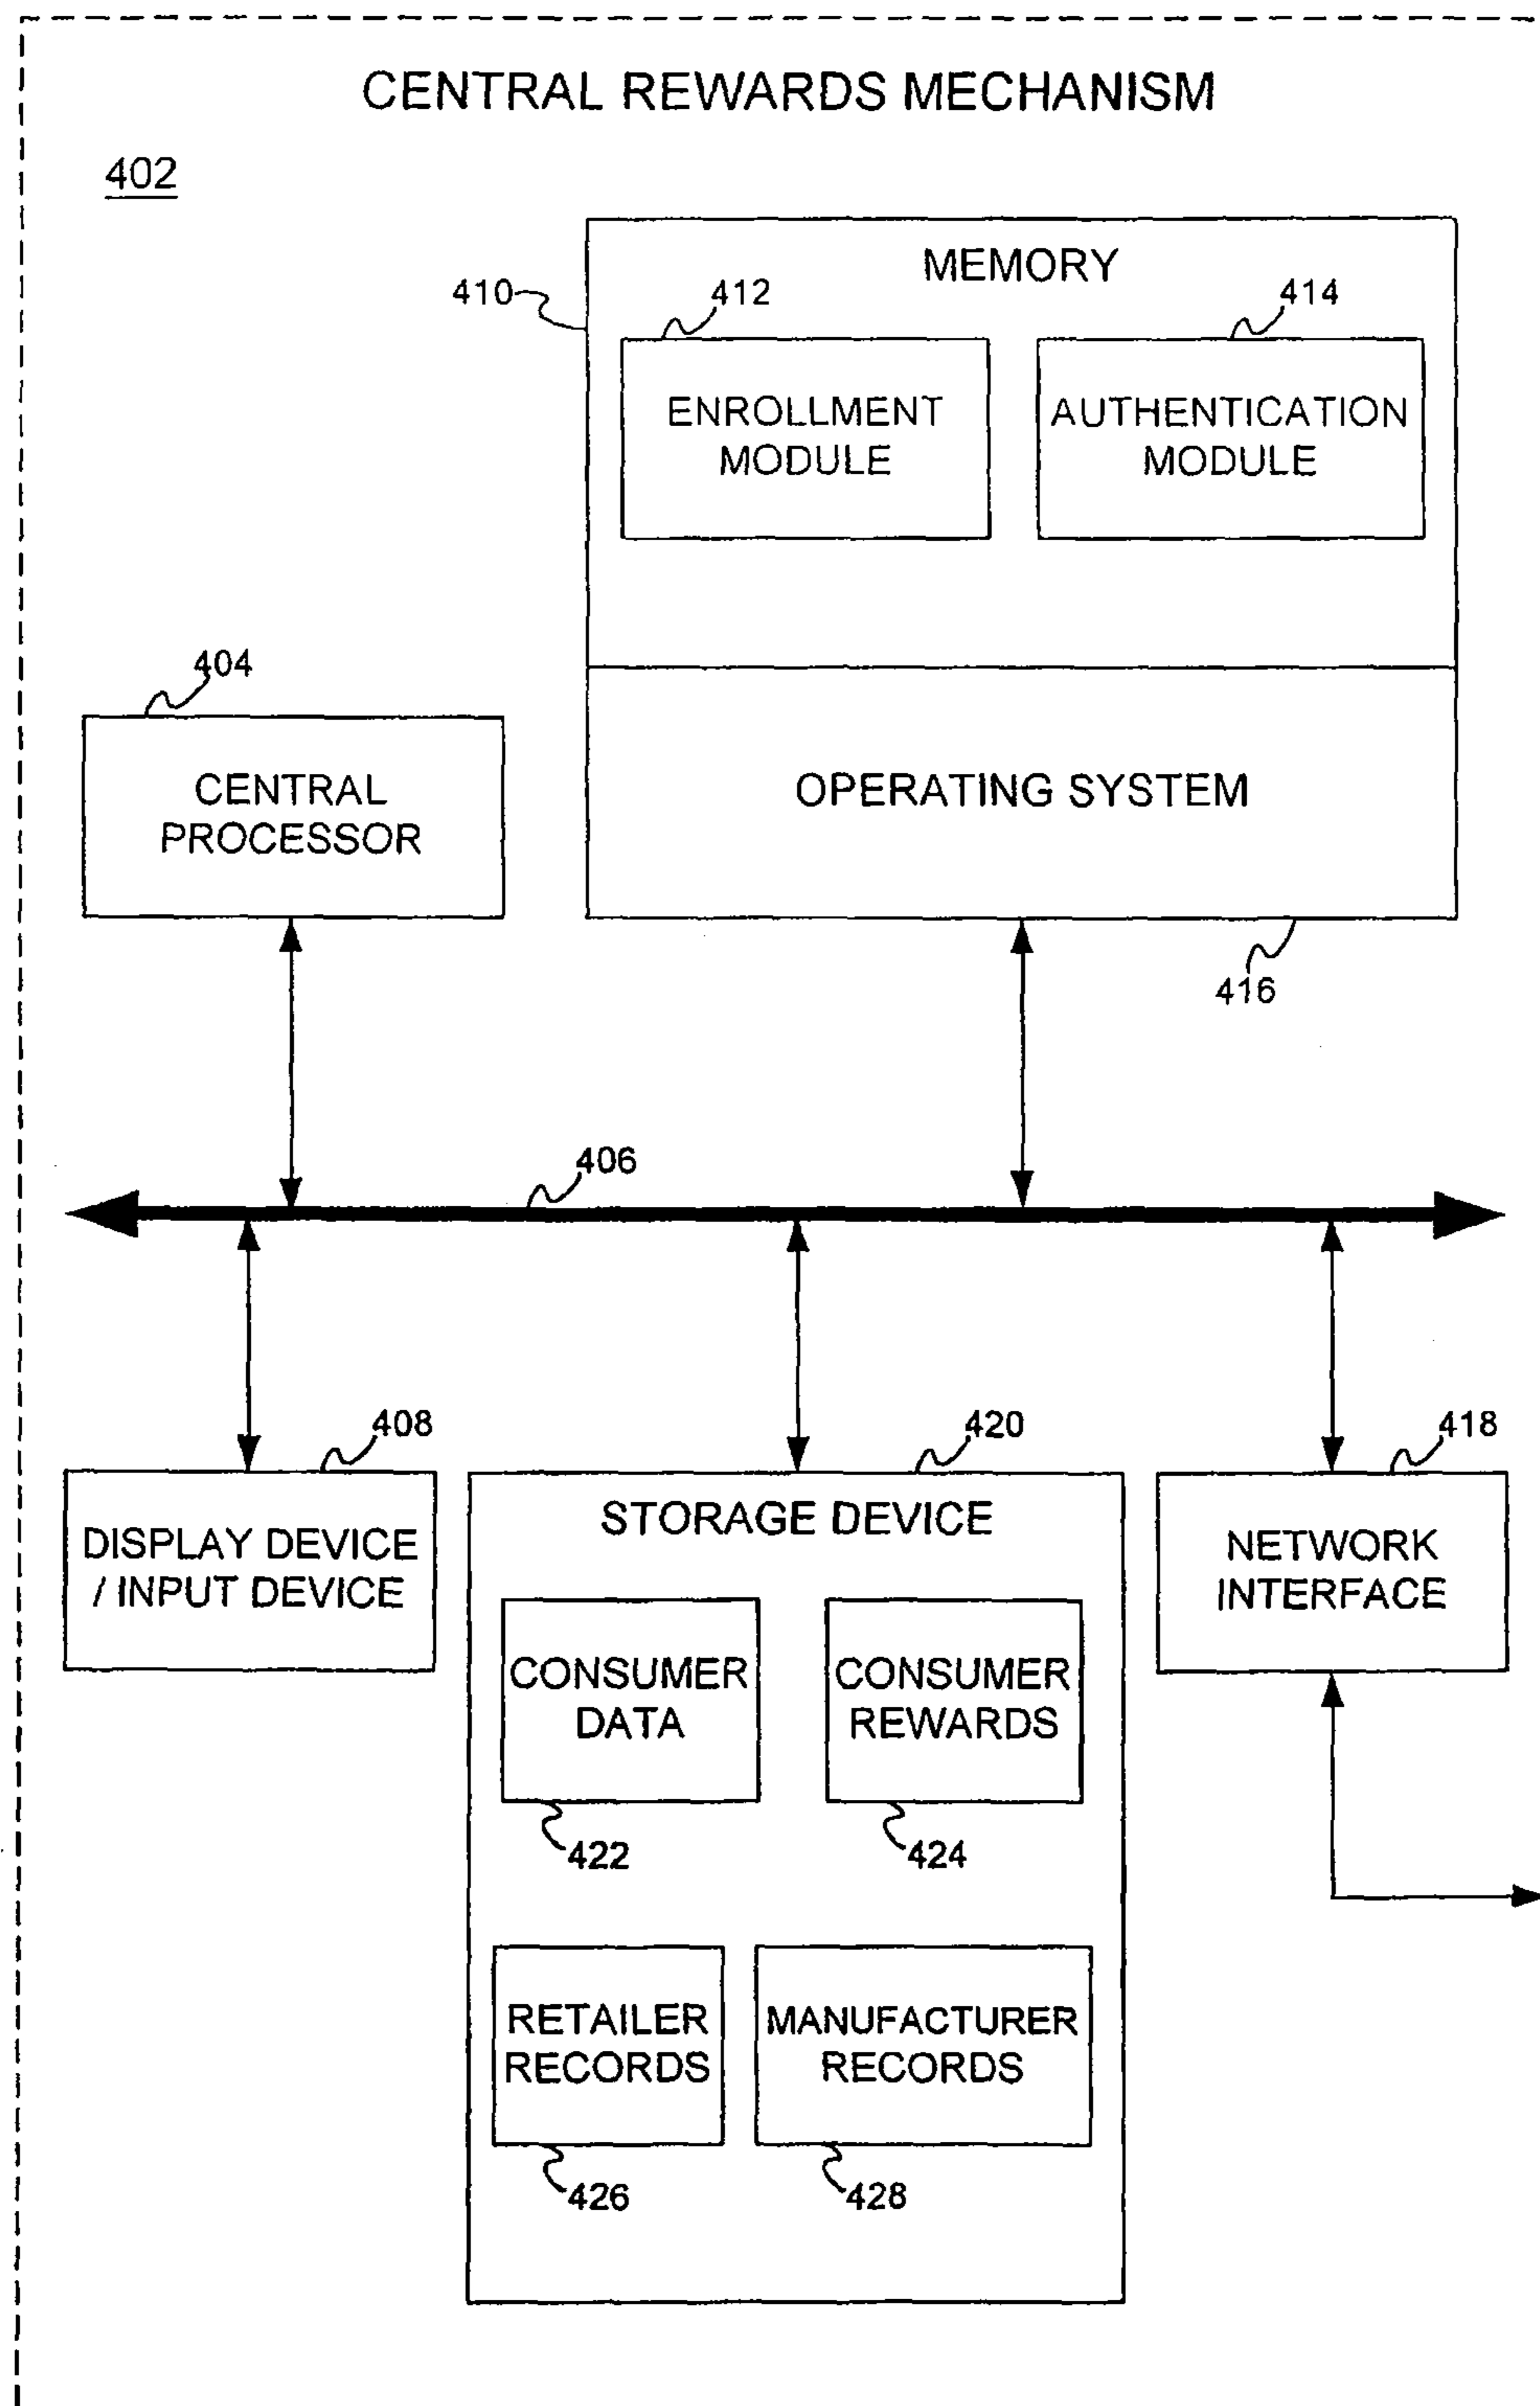 CENTRAL REWARDS MECHANISM
402
MEMORY
410
412
414
ENROLLMENT
MODULE
AUTHENTICATION
MODULE
404
CENTRAL
PROCESSOR
OPERATING SYSTEM
416
406
408
420
418
DISPLAY DEVICE
/ INPUT DEVICE
STORAGE DEVICE
NETWORK
INTERFACE
CONSUMER
DATA
CONSUMER
REWARDS
422
424
RETAILER
RECORDS
MANUFACTURER
RECORDS
426
428